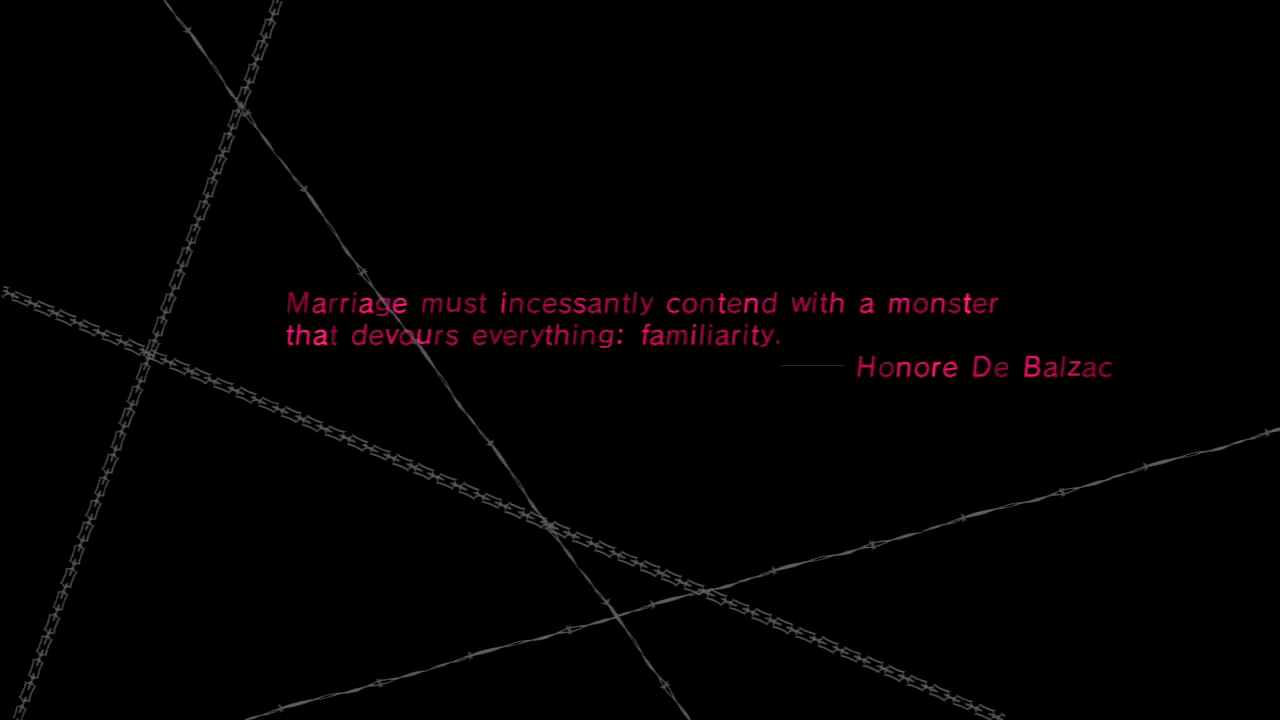 Marriage must incessantly contend with a monster
that devours everything: familiarity.
Honore De Balzac